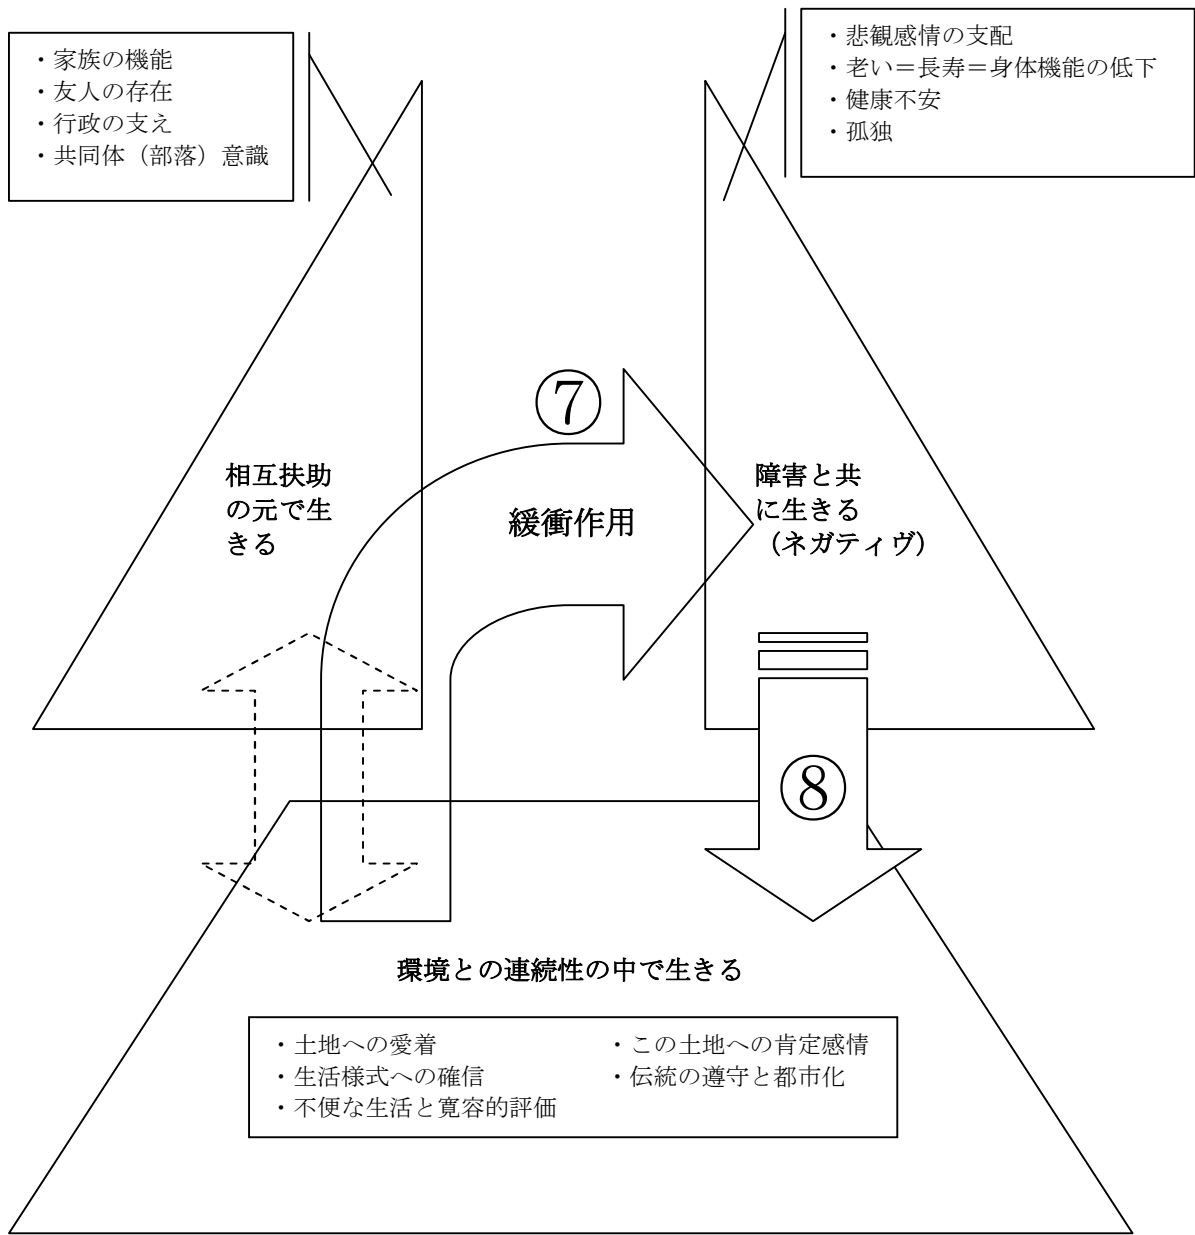 ・家族の機能
・友人の存在
・行政の支え
・共同体（部落）意識
・悲観感情の支配
・老い＝長寿＝身体機能の低下
・健康不安
・孤独
⑦
相互扶助
の元で生
きる
緩衝作用
障害と共
に生きる
（ネガティヴ）
⑧
環境との連続性の中で生きる
・土地への愛着
・この土地への肯定感情
・生活様式への確信
・伝統の遵守と都市化
・不便な生活と寛容的評価